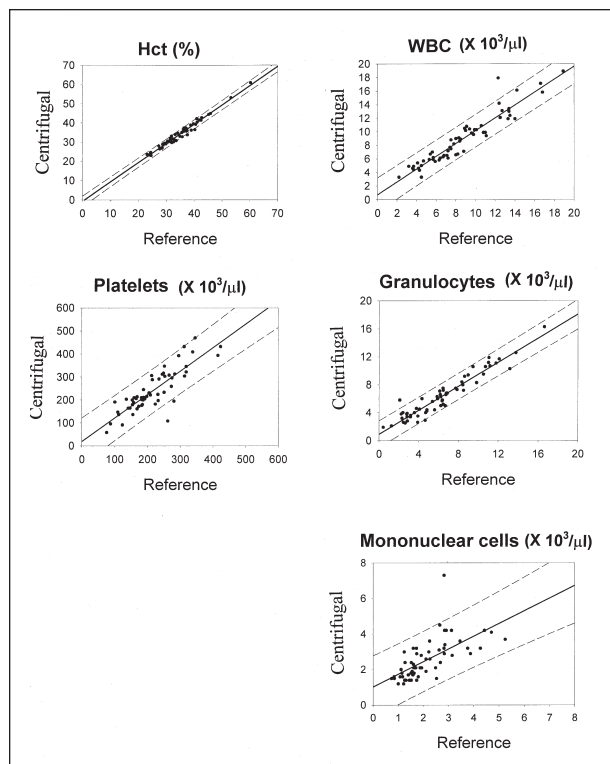 Hct (%)
70
60
50
40
30
20
10
0
Centrifugal
0 10 20 30 40 50 60 70
Reference
WBC (X 10³/µl)
20
18
16
14
12
10
8
6
4
2
0
Centrifugal
0 2 4 6 8 10 12 14 16 18 20
Reference
Platelets (X 10³/µl)
600
500
400
300
200
100
0
Centrifugal
0 100 200 300 400 500 600
Reference
Granulocytes (X 10³/µl)
20
16
12
8
4
0
Centrifugal
0 4 8 12 16 20
Reference
Mononuclear cells (X 10³/µl)
8
6
4
2
0
Centrifugal
0 1 2 3 4 5 6 7 8
Reference